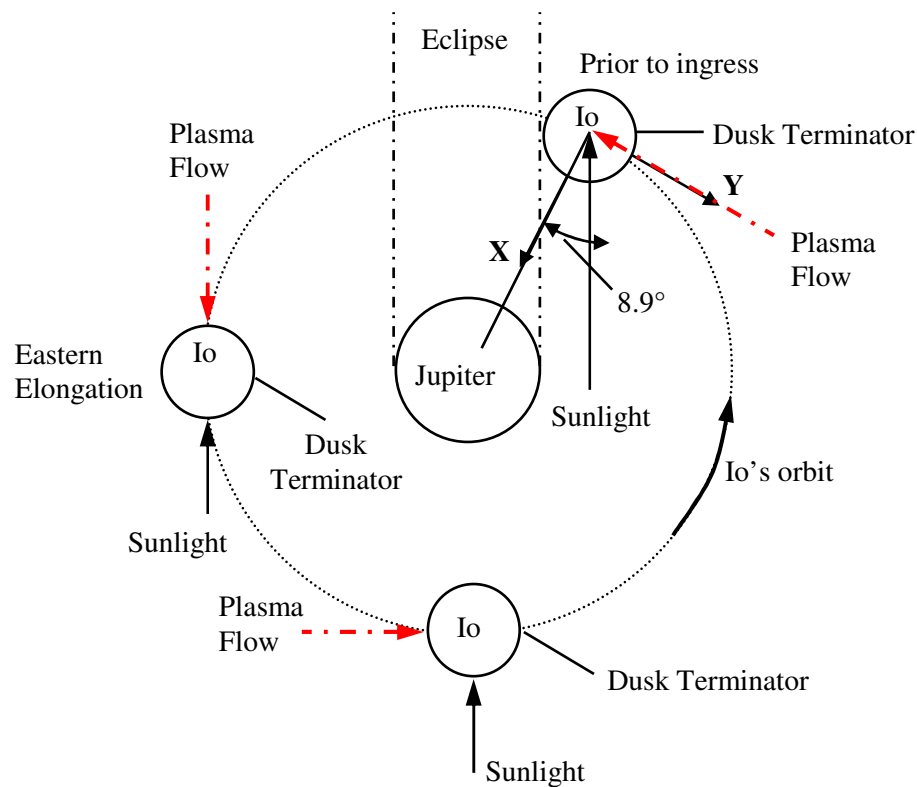 Eclipse
Prior to ingress
Io
Dusk Terminator
Plasma
Flow
Y
Plasma
Flow
X
8.9°
Io
Eastern
Elongation
Jupiter
Sunlight
Dusk
Terminator
Io's orbit
Sunlight
Plasma
Flow
Io
Dusk Terminator
Sunlight